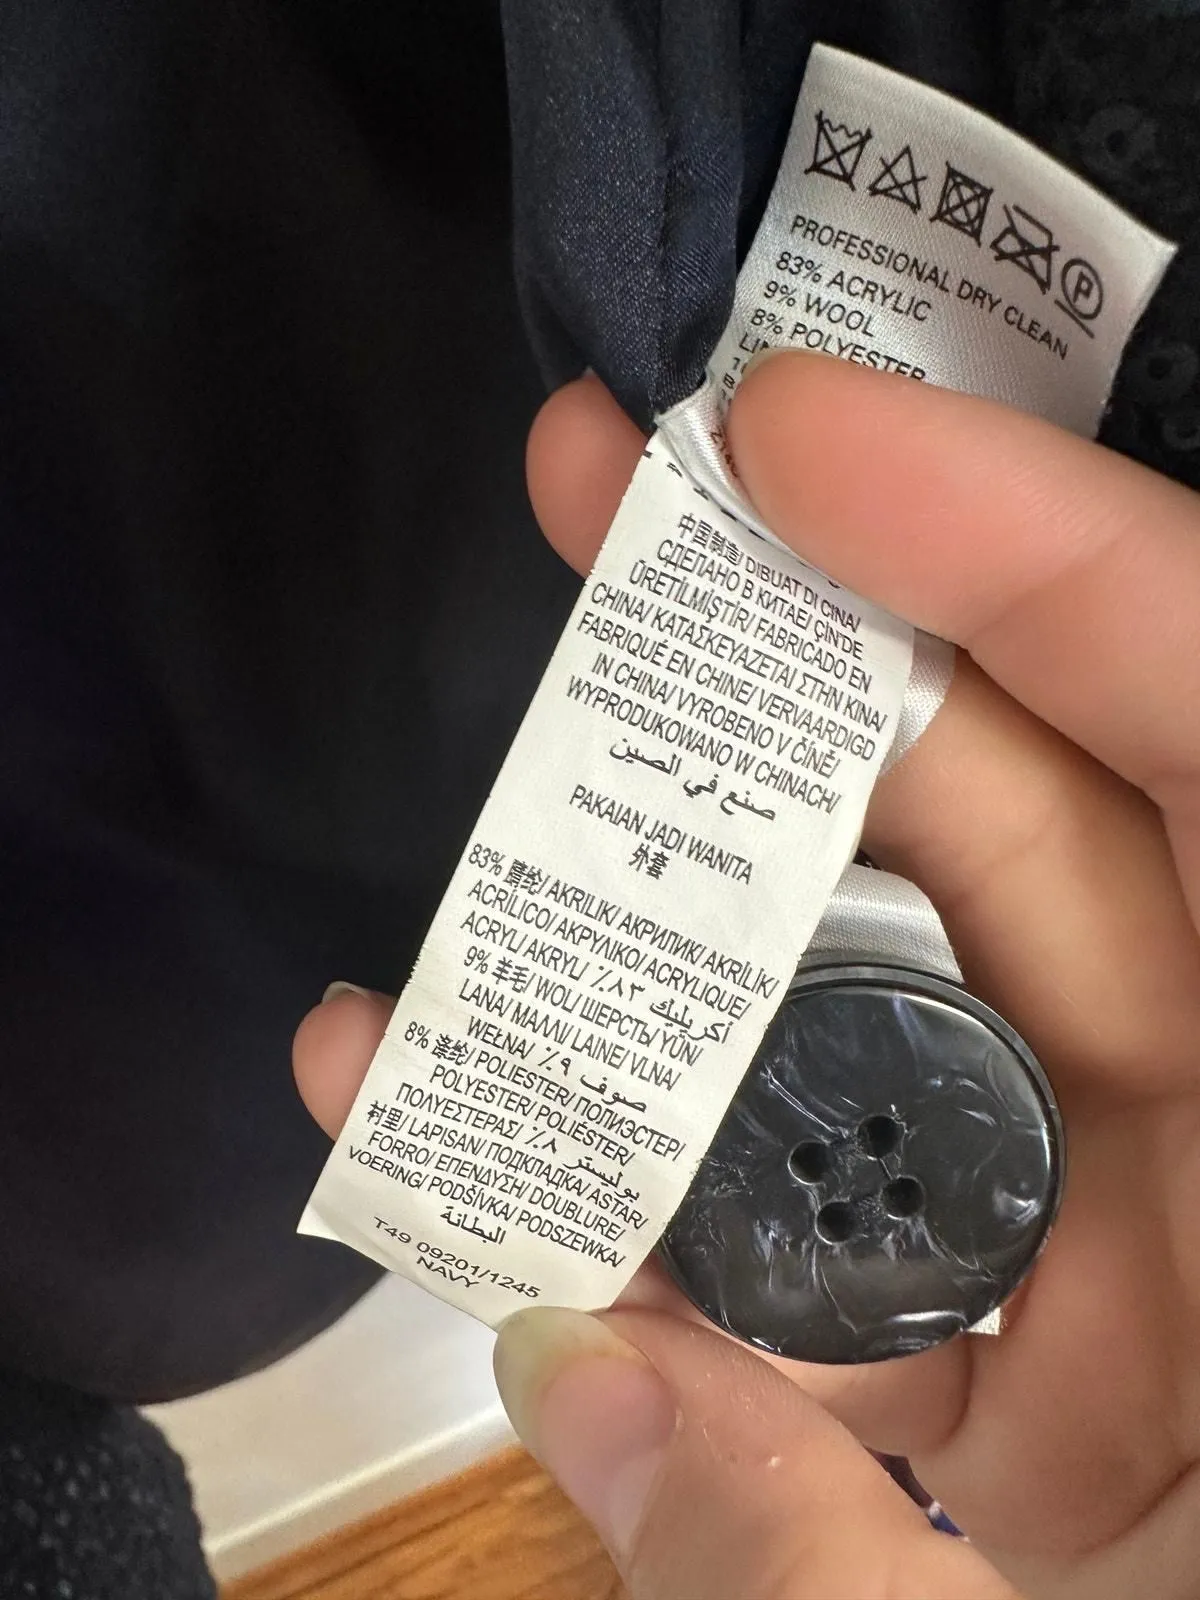 PROFESSIONAL DRY CLEAN
83% ACRYLIC
9% WOOL
8% POLYESTER
中国制造/ DIBUAT DI CINA/
СДЕЛАНО В КИТАЕ/ ÇİN'DE
ÜRETİLMİŞTİR/ FABRICADO EN
CHINA/ ΚΑΤΑΣΚΕΥΑΖΕΤΑΙ ΣΤΗΝ ΚΙΝΑ/
FABRIQUÉ EN CHINE/ VERVAARDIGD
IN CHINA/ VYROBENO V ČÍNĚ/
WYPRODUKOWANO W CHINACH/
صنع في الصين
PAKAIAN JADI WANITA
外套
83% 腈纶/ AKRILIK/ АКРИЛИК/ AKRİLİK/
ACRÍLICO/ ΑΚΡΥΛΙΚΟ/ ACRYLIQUE/
ACRYL/ AKRYL/ ٪٨٣ أكريليك
9% 羊毛/ WOL/ ШЕРСТЬ/ YÜN/
LANA/ ΜΑΛΛΙ/ LAINE/ VLNA/
WEŁNA/ ٪٩ صوف
8% 涤纶/ POLIESTER/ ПОЛИЭСТЕР/
POLYESTER/ POLIÉSTER/
ΠΟΛΥΕΣΤΕΡΑΣ/ ٪٨ بوليستر
衬里/ LAPISAN/ ПОДКЛАДКА/ ASTAR/
FORRO/ ΕΠΕΝΔΥΣΗ/ DOUBLURE/
VOERING/ PODŠÍVKA/ PODSZEWKA/
البطانة
T49 09201/1245
NAVY